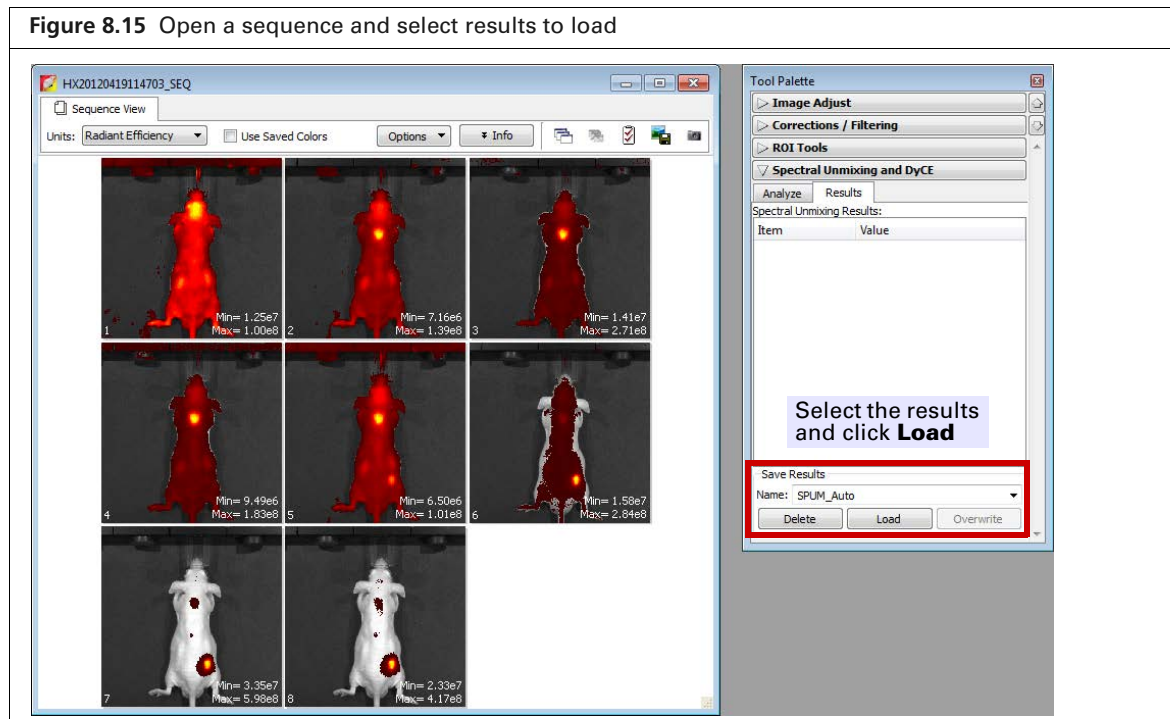 Figure 8.15 Open a sequence and select results to load
HX20120419114703_SEQ
Sequence View
Units: Radiant Efficiency Use Saved Colors Options Info
Min= 1.25e7
Max= 1.00e8
1
Min= 7.16e6
Max= 1.39e8
2
Min= 1.41e7
Max= 2.71e8
3
Min= 9.49e6
Max= 1.83e8
4
Min= 6.50e6
Max= 1.01e8
5
Min= 1.58e7
Max= 2.84e8
6
Min= 3.35e7
Max= 5.98e8
7
Min= 2.33e7
Max= 4.17e8
8
Tool Palette
Image Adjust
Corrections / Filtering
ROI Tools
Spectral Unmixing and DyCE
Analyze Results
Spectral Unmixing Results:
Item Value
Select the results
and click Load
Save Results
Name: SPUM_Auto
Delete Load Overwrite